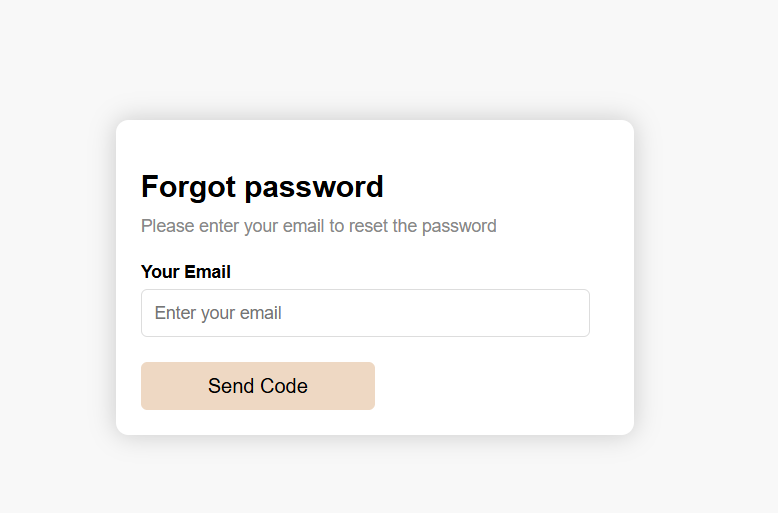 Forgot password
Please enter your email to reset the password
Your Email
Enter your email
Send Code